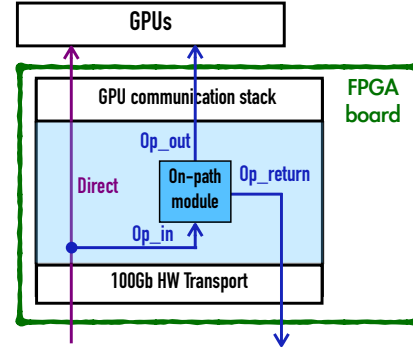 GPUs
FPGA
board
GPU communication stack
Op_out
Direct
On-path
module
Op_return
Op_in
100Gb HW Transport